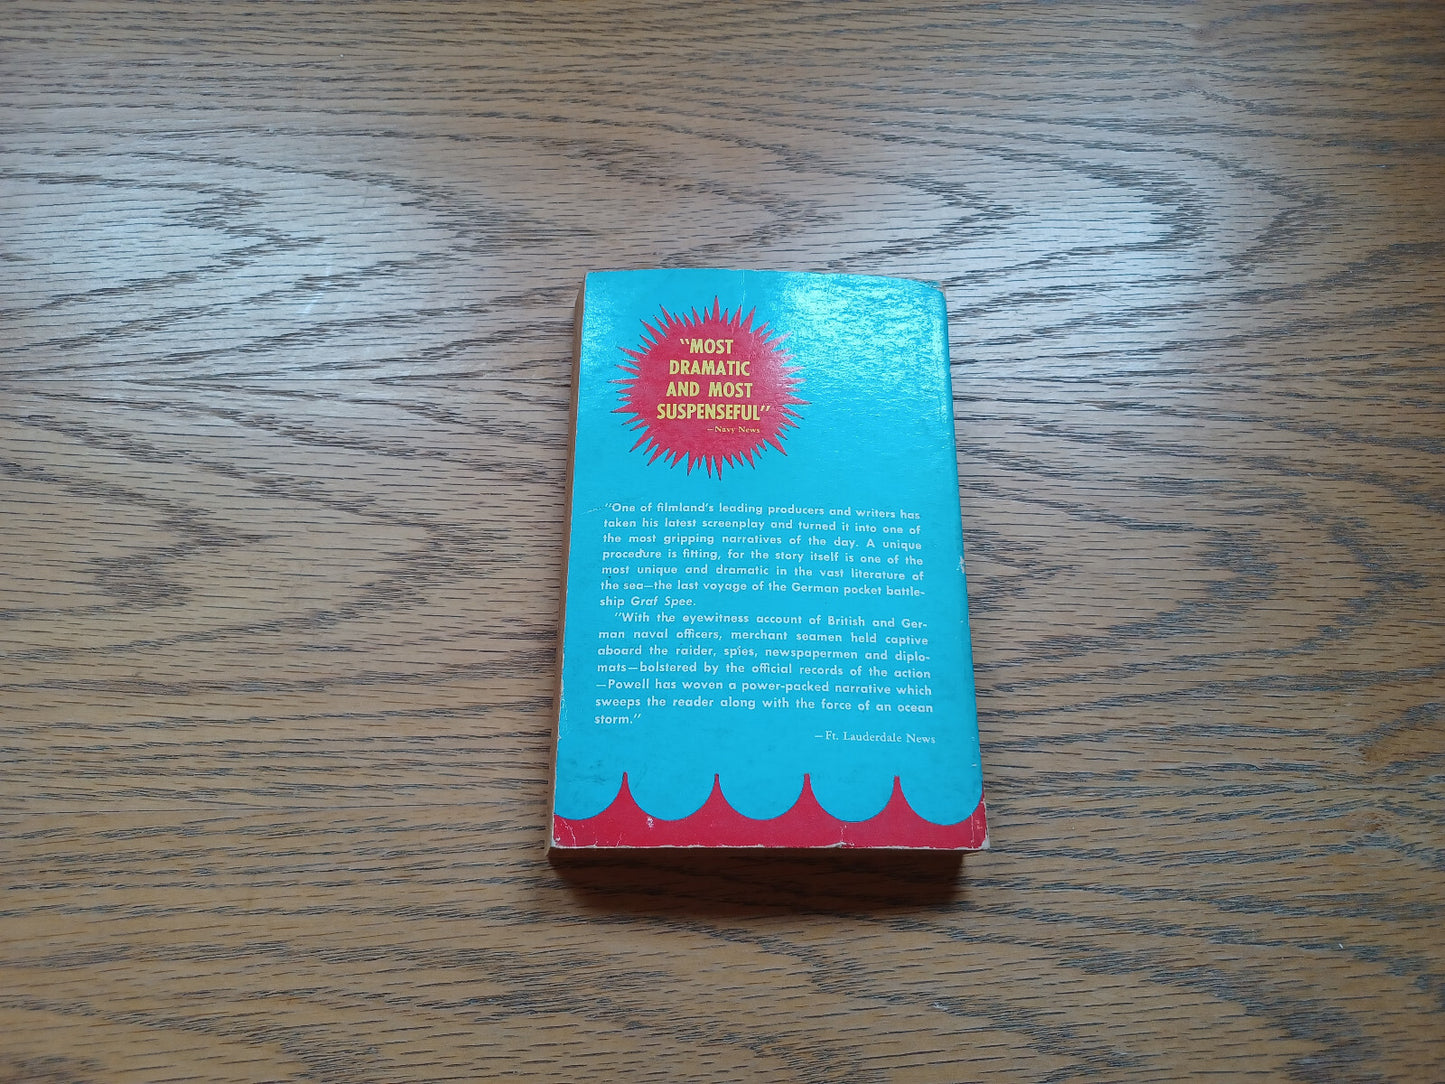 "MOST
DRAMATIC
AND MOST
SUSPENSEFUL"
—Navy News
"One of filmland's leading producers and writers has
taken his latest screenplay and turned it into one of
the most gripping narratives of the day. A unique
procedure is fitting, for the story itself is one of the
most unique and dramatic in the vast literature of
the sea—the last voyage of the German pocket battle-
ship Graf Spee.
"With the eyewitness account of British and Ger-
man naval officers, merchant seamen held captive
aboard the raider, spies, newspapermen and diplo-
mats—bolstered by the official records of the action
—Powell has woven a power-packed narrative which
sweeps the reader along with the force of an ocean
storm."
—Ft. Lauderdale News